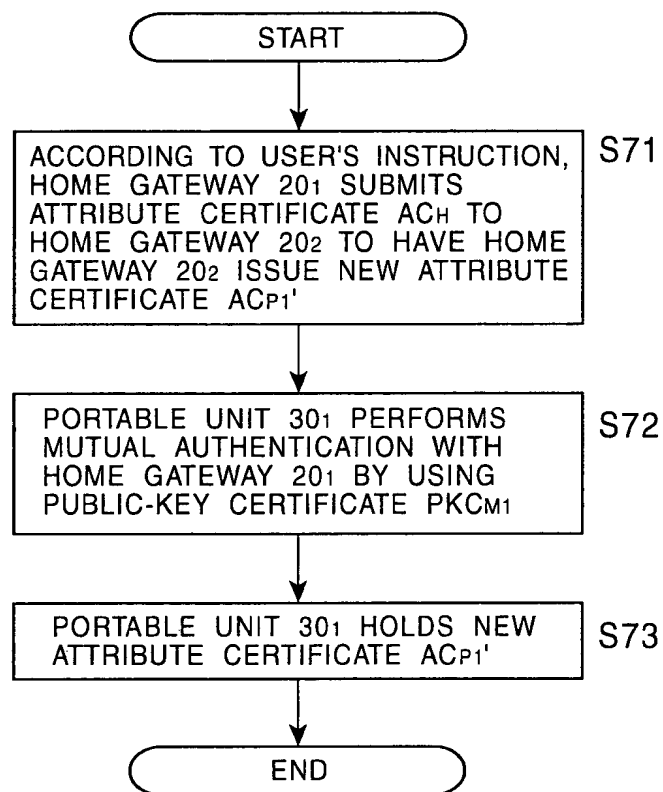 START
ACCORDING TO USER'S INSTRUCTION,
HOME GATEWAY 20₁ SUBMITS
ATTRIBUTE CERTIFICATE ACH TO
HOME GATEWAY 20₂ TO HAVE HOME
GATEWAY 20₂ ISSUE NEW ATTRIBUTE
CERTIFICATE ACP1'
S71
PORTABLE UNIT 30₁ PERFORMS
MUTUAL AUTHENTICATION WITH
HOME GATEWAY 20₁ BY USING
PUBLIC-KEY CERTIFICATE PKCM1
S72
PORTABLE UNIT 30₁ HOLDS NEW
ATTRIBUTE CERTIFICATE ACP1'
S73
END